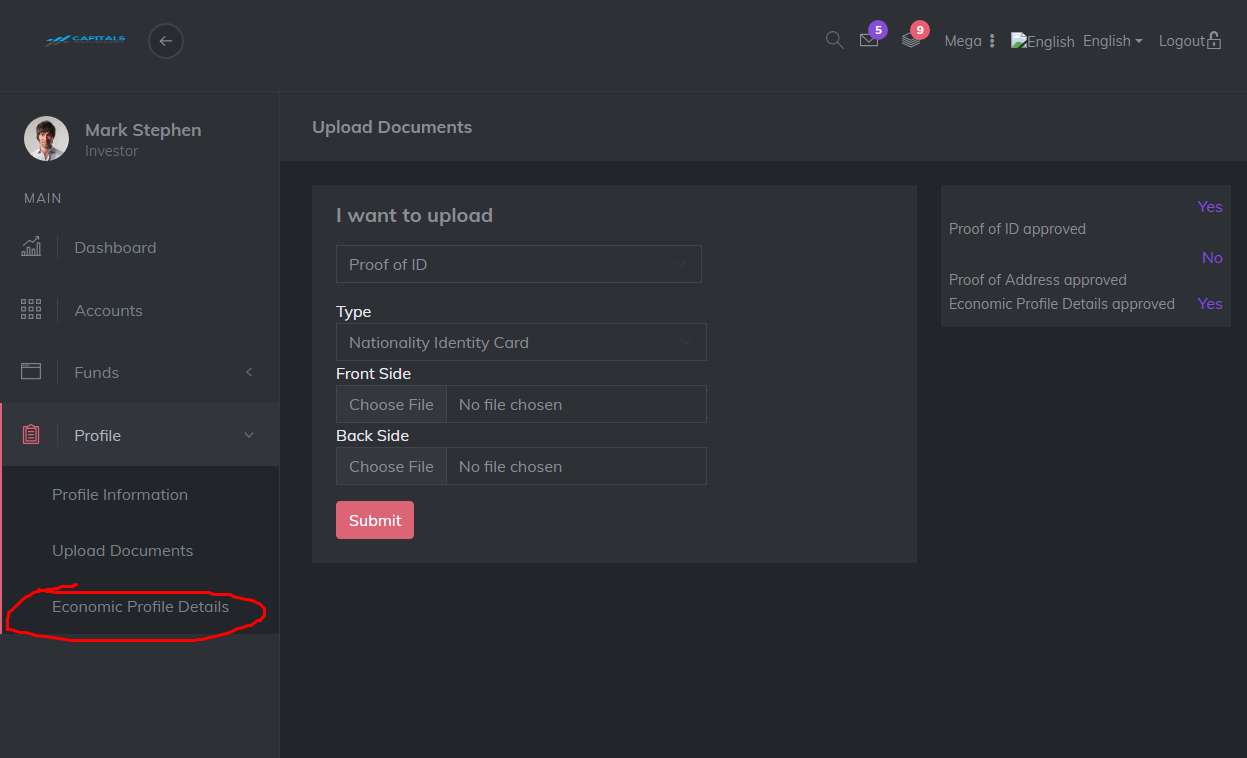 CAPITALS
5
9
Mega
English English
Logout
Mark Stephen
Investor
MAIN
Dashboard
Accounts
Funds
Profile
Profile Information
Upload Documents
Economic Profile Details
Upload Documents
I want to upload
Proof of ID
Type
Nationality Identity Card
Front Side
Choose File No file chosen
Back Side
Choose File No file chosen
Submit
Yes
Proof of ID approved
No
Proof of Address approved
Economic Profile Details approved Yes